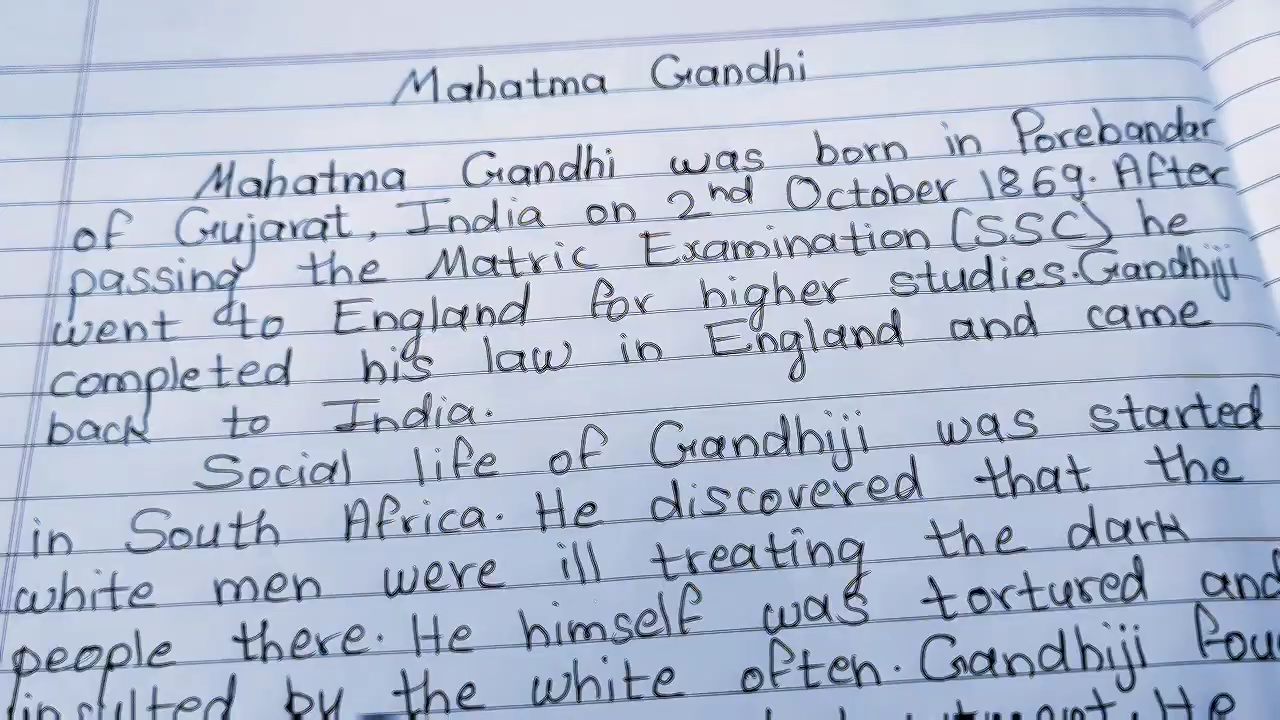 Mahatma Gandhi
Mahatma Gandhi was born in Porebandar
of Gujarat, India on 2nd October 1869. After
passing the Matric Examination (SSC) he
went to England for higher studies. Gandhiji
completed his law in England and came
back to India.
Social life of Gandhiji was started
in South Africa. He discovered that the
white men were ill treating the dark
people there. He himself was tortured and
insulted by the white often. Gandhiji
He